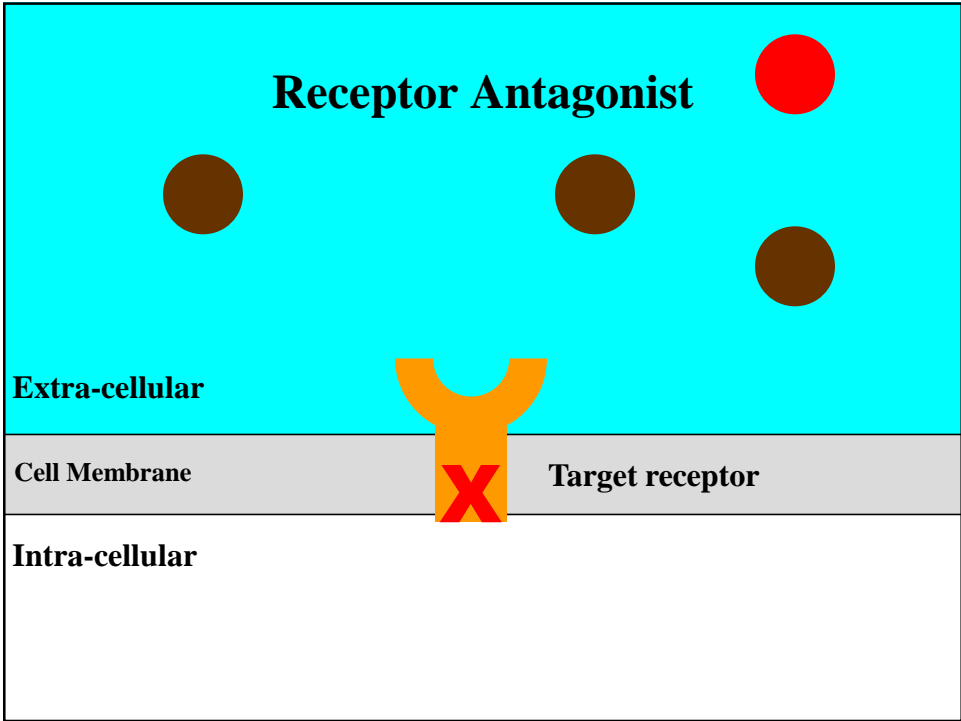 Receptor Antagonist
Extra-cellular
Cell Membrane
Target receptor
X
Intra-cellular